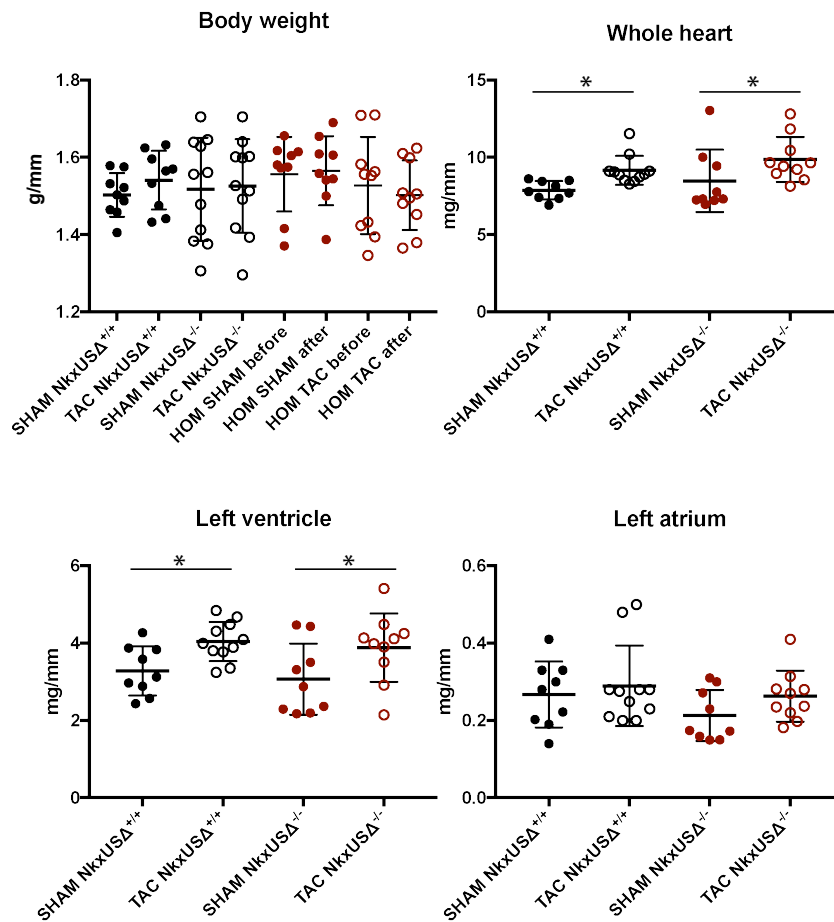 Body weight
g/mm
1.8
1.6
1.4
1.2
SHAM NkxUSΔ+/+
TAC NkxUSΔ+/+
SHAM NkxUSΔ-/-
TAC NkxUSΔ-/-
HOM SHAM before
HOM SHAM after
HOM TAC before
HOM TAC after
Whole heart
mg/mm
15
10
5
0
*
*
SHAM NkxUSΔ+/+
TAC NkxUSΔ+/+
SHAM NkxUSΔ-/-
TAC NkxUSΔ-/-
Left ventricle
mg/mm
6
4
2
0
*
*
SHAM NkxUSΔ+/+
TAC NkxUSΔ+/+
SHAM NkxUSΔ-/-
TAC NkxUSΔ-/-
Left atrium
mg/mm
0.6
0.4
0.2
0.0
SHAM NkxUSΔ+/+
TAC NkxUSΔ+/+
SHAM NkxUSΔ-/-
TAC NkxUSΔ-/-